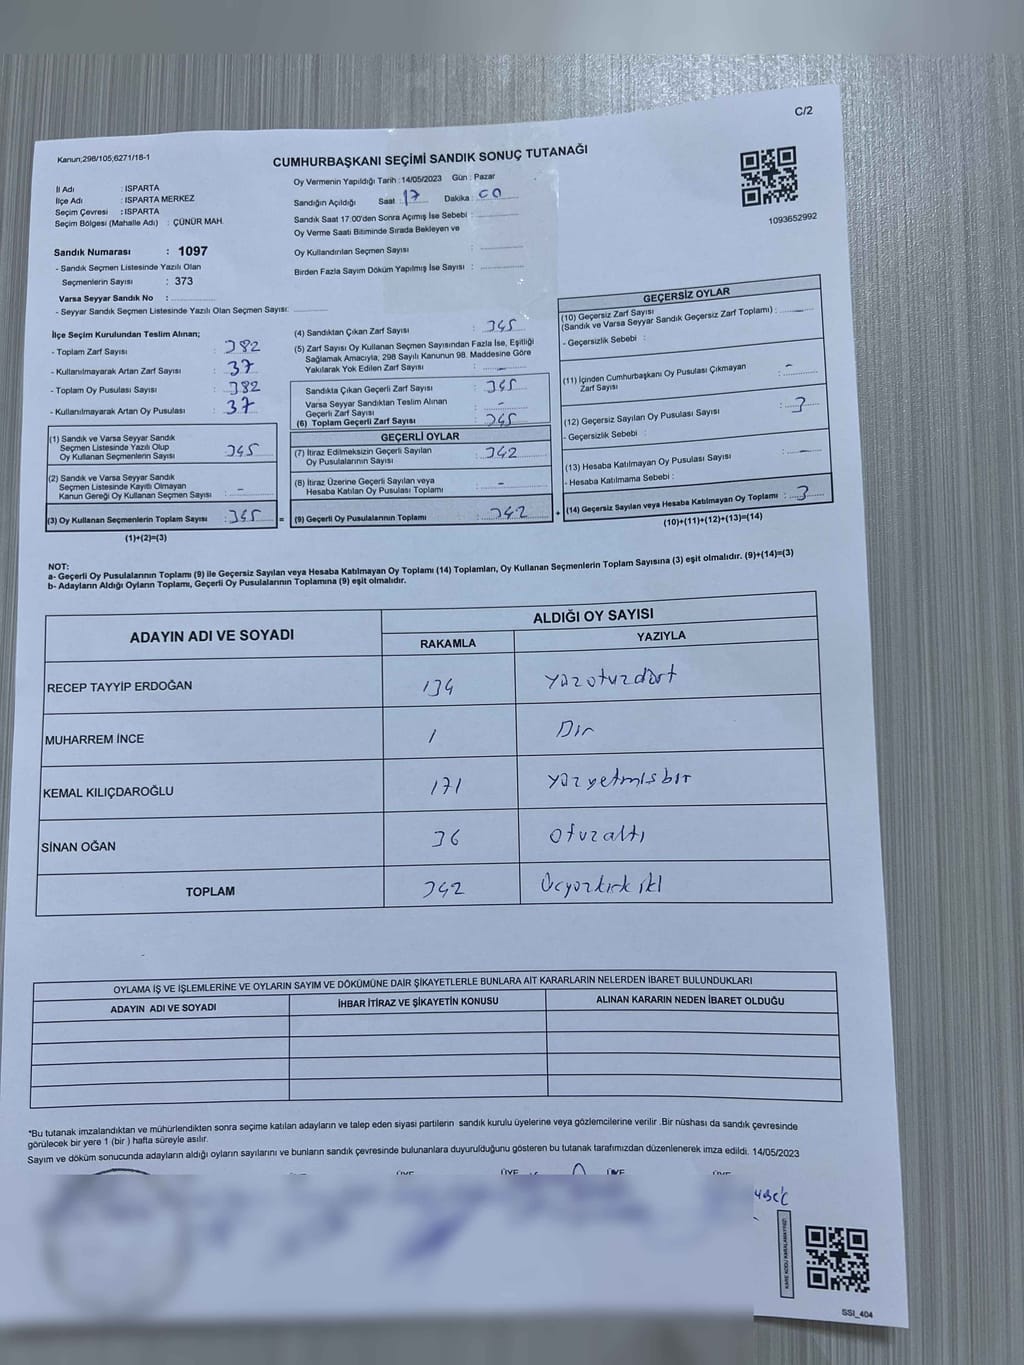 C/2
Kanun;298/105;6271/18-1
CUMHURBAŞKANI SEÇİMİ SANDIK SONUÇ TUTANAĞI
İl Adı : ISPARTA
İlçe Adı : ISPARTA MERKEZ
Seçim Çevresi : ISPARTA
Seçim Bölgesi (Mahalle Adı) : ÇÜNÜR MAH.
Sandık Numarası : 1097
- Sandık Seçmen Listesinde Yazılı Olan
Seçmenlerin Sayısı : 373
Varsa Seyyar Sandık No :
- Seyyar Sandık Seçmen Listesinde Yazılı Olan Seçmen Sayısı:
Oy Vermenin Yapıldığı Tarih : 14/05/2023 Gün : Pazar
Sandığın Açıldığı Saat : 17 Dakika : 00
Sandık Saat 17:00'den Sonra Açımış İse Sebebi :
Oy Verme Saati Bitiminde Sırada Bekleyen ve
Oy Kullandırılan Seçmen Sayısı :
Birden Fazla Sayım Döküm Yapılmış İse Sayısı :
1093652992
İlçe Seçim Kurulundan Teslim Alınan;
- Toplam Zarf Sayısı : 382
- Kullanılmayarak Artan Zarf Sayısı : 37
- Toplam Oy Pusulası Sayısı : 382
- Kullanılmayarak Artan Oy Pusulası : 37
(1) Sandık ve Varsa Seyyar Sandık
Seçmen Listesinde Yazılı Olup
Oy Kullanan Seçmenlerin Sayısı : 345
(2) Sandık ve Varsa Seyyar Sandık
Seçmen Listesinde Kayıtlı Olmayan
Kanun Gereği Oy Kullanan Seçmen Sayısı : -
(3) Oy Kullanan Seçmenlerin Toplam Sayısı : 345
(1)+(2)=(3)
=
(4) Sandıktan Çıkan Zarf Sayısı : 345
(5) Zarf Sayısı Oy Kullanan Seçmen Sayısından Fazla İse, Eşitliği
Sağlamak Amacıyla, 298 Sayılı Kanunun 98. Maddesine Göre
Yakılarak Yok Edilen Zarf Sayısı : -
Sandıkta Çıkan Geçerli Zarf Sayısı : 345
Varsa Seyyar Sandıktan Teslim Alınan
Geçerli Zarf Sayısı : -
(6) Toplam Geçerli Zarf Sayısı : 345
GEÇERLİ OYLAR
(7) İtiraz Edilmeksizin Geçerli Sayılan
Oy Pusulalarının Sayısı : 342
(8) İtiraz Üzerine Geçerli Sayılan veya
Hesaba Katılan Oy Pusulası Toplamı : -
(9) Geçerli Oy Pusulalarının Toplamı : 342
+
GEÇERSİZ OYLAR
(10) Geçersiz Zarf Sayısı
(Sandık ve Varsa Seyyar Sandık Geçersiz Zarf Toplamı) : -
- Geçersizlik Sebebi :
(11) İçinden Cumhurbaşkanı Oy Pusulası Çıkmayan
Zarf Sayısı : -
(12) Geçersiz Sayılan Oy Pusulası Sayısı : 3
- Geçersizlik Sebebi :
(13) Hesaba Katılmayan Oy Pusulası Sayısı : -
- Hesaba Katılmama Sebebi :
(14) Geçersiz Sayılan veya Hesaba Katılmayan Oy Toplamı : 3
(10)+(11)+(12)+(13)=(14)
NOT:
a- Geçerli Oy Pusulalarının Toplamı (9) ile Geçersiz Sayılan veya Hesaba Katılmayan Oy Toplamı (14) Toplamları, Oy Kullanan Seçmenlerin Toplam Sayısına (3) eşit olmalıdır. (9)+(14)=(3)
b- Adayların Aldığı Oyların Toplamı, Geçerli Oy Pusulalarının Toplamına (9) eşit olmalıdır.
ADAYIN ADI VE SOYADI
ALDIĞI OY SAYISI
RAKAMLA YAZIYLA
RECEP TAYYİP ERDOĞAN 134 Yüzotuzdört
MUHARREM İNCE 1 Bir
KEMAL KILIÇDAROĞLU 171 Yüzyetmişbir
SİNAN OĞAN 36 Otuzaltı
TOPLAM 342 Üçyüzkırk iki
OYLAMA İŞ VE İŞLEMLERİNE VE OYLARIN SAYIM VE DÖKÜMÜNE DAİR ŞİKAYETLERLE BUNLARA AİT KARARLARIN NELERDEN İBARET BULUNDUKLARI
ADAYIN ADI VE SOYADI İHBAR İTİRAZ VE ŞİKAYETİN KONUSU ALINAN KARARIN NEDEN İBARET OLDUĞU
*Bu tutanak imzalandıktan ve mühürlendikten sonra seçime katılan adayların ve talep eden siyasi partilerin sandık kurulu üyelerine veya gözlemcilerine verilir .Bir nüshası da sandık çevresinde
görülecek bir yere 1 (bir ) hafta süreyle asılır.
Sayım ve döküm sonucunda adayların aldığı oyların sayılarını ve bunların sandık çevresinde bulunanlara duyurulduğunu gösteren bu tutanak tarafımızdan düzenlenerek imza edildi. 14/05/2023
ÜYE ÜYE ÜYE ÜYE
KARE KODU KARALAMAYINIZ!
SSI_404